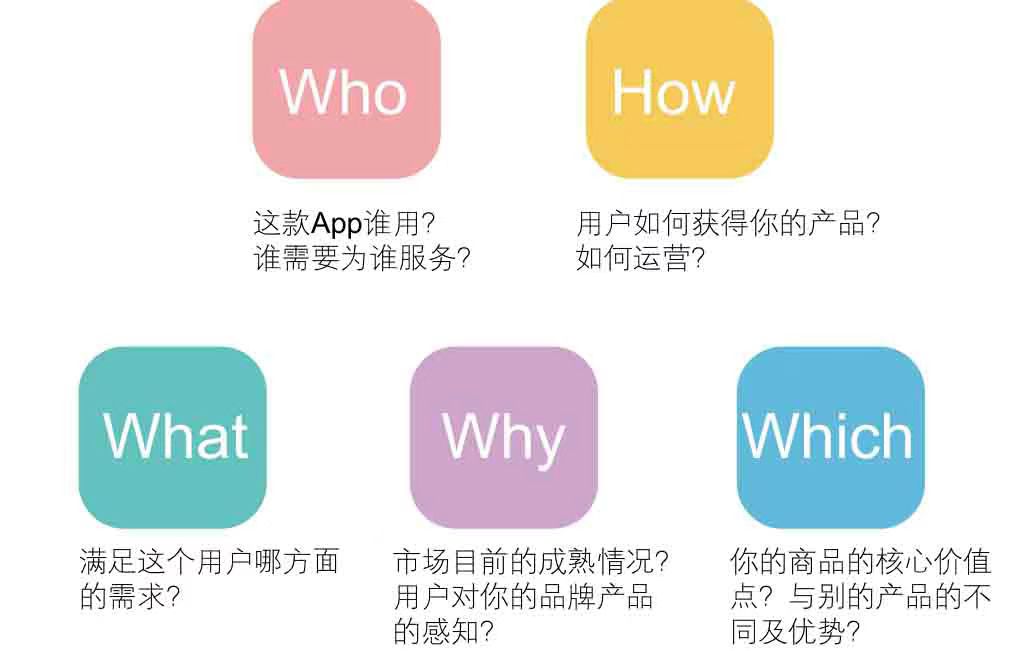 Who
How
这款App谁用？
谁需要为谁服务？
用户如何获得你的产品？
如何运营？
What
Why
Which
满足这个用户哪方面
的需求？
市场目前的成熟情况？
用户对你的品牌产品
的感知？
你的商品的核心价值
点？与别的产品的不
同及优势？